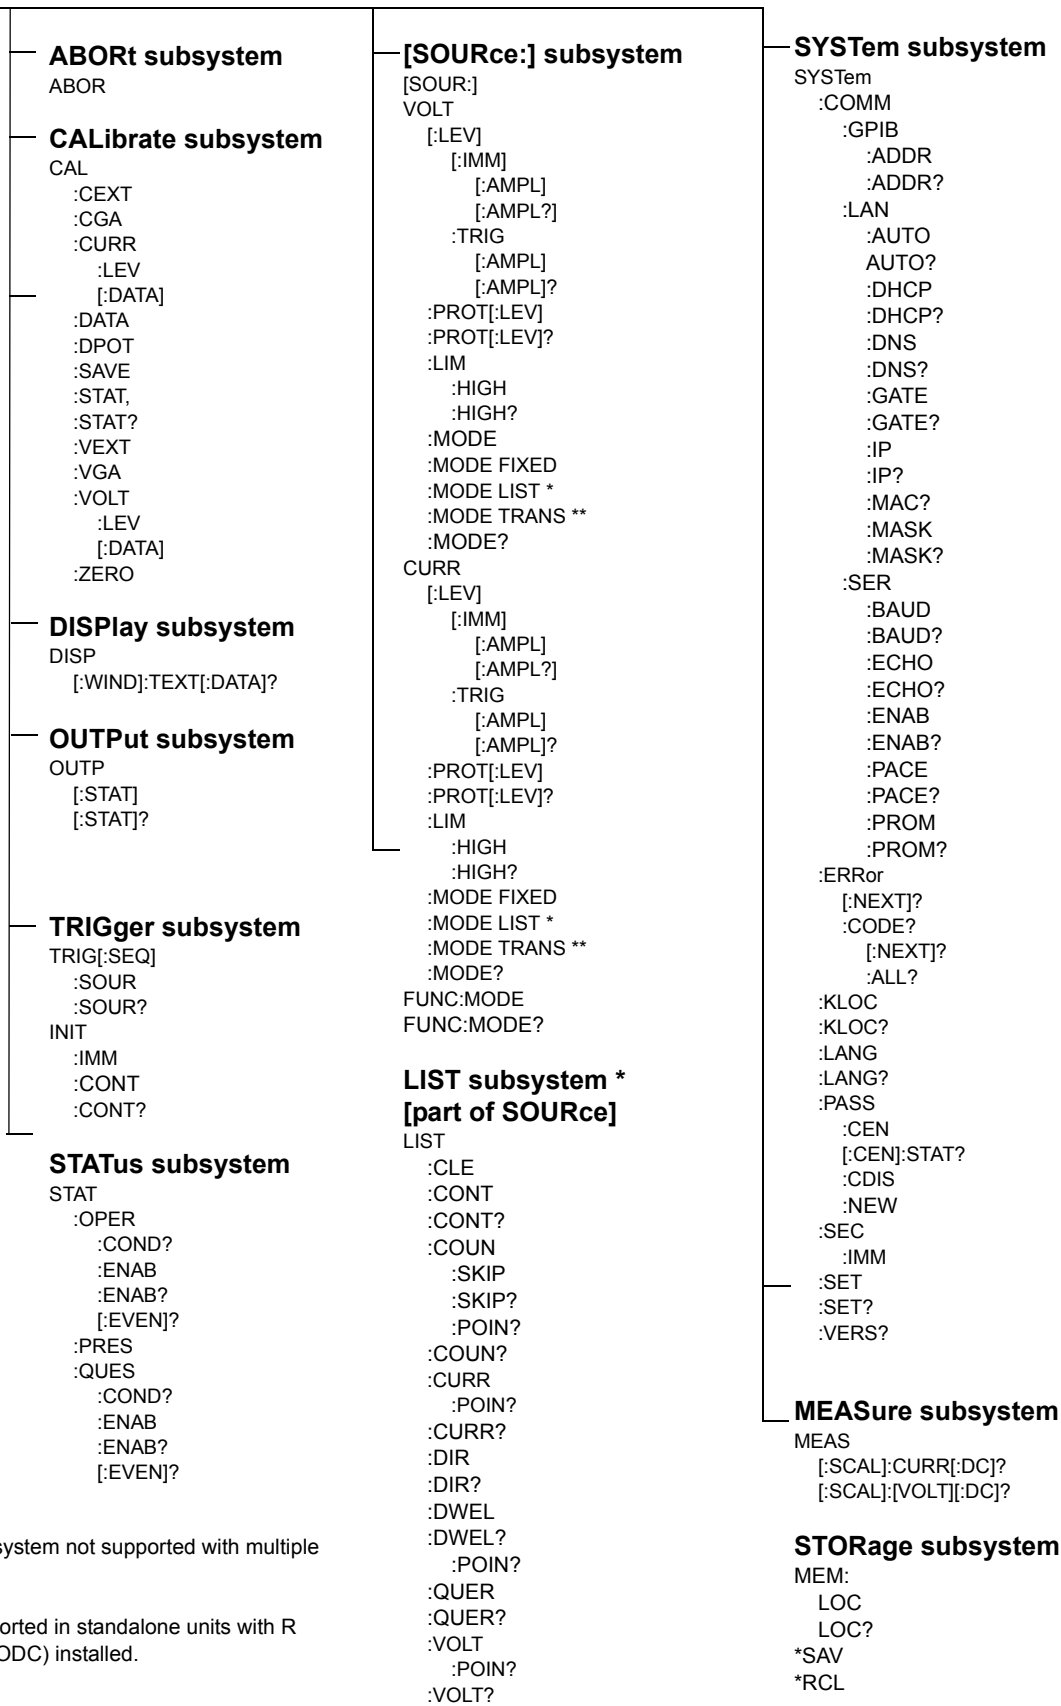 ABORt subsystem
ABOR
CALibrate subsystem
CAL
:CEXT
:CGA
:CURR
:LEV
[:DATA]
:DATA
:DPOT
:SAVE
:STAT,
:STAT?
:VEXT
:VGA
:VOLT
:LEV
[:DATA]
:ZERO
DISPlay subsystem
DISP
[:WIND]:TEXT[:DATA]?
OUTPut subsystem
OUTP
[:STAT]
[:STAT]?
TRIGger subsystem
TRIG[:SEQ]
:SOUR
:SOUR?
INIT
:IMM
:CONT
:CONT?
STATus subsystem
STAT
:OPER
:COND?
:ENAB
:ENAB?
[:EVEN]?
:PRES
:QUES
:COND?
:ENAB
:ENAB?
[:EVEN]?
system not supported with multiple
orted in standalone units with R
ODC) installed.
[SOURce:] subsystem
[SOUR:]
VOLT
[:LEV]
[:IMM]
[:AMPL]
[:AMPL?]
:TRIG
[:AMPL]
[:AMPL]?
:PROT[:LEV]
:PROT[:LEV]?
:LIM
:HIGH
:HIGH?
:MODE
:MODE FIXED
:MODE LIST *
:MODE TRANS **
:MODE?
CURR
[:LEV]
[:IMM]
[:AMPL]
[:AMPL?]
:TRIG
[:AMPL]
[:AMPL]?
:PROT[:LEV]
:PROT[:LEV]?
:LIM
:HIGH
:HIGH?
:MODE FIXED
:MODE LIST *
:MODE TRANS **
:MODE?
FUNC:MODE
FUNC:MODE?
LIST subsystem *
[part of SOURce]
LIST
:CLE
:CONT
:CONT?
:COUN
:SKIP
:SKIP?
:POIN?
:COUN?
:CURR
:POIN?
:CURR?
:DIR
:DIR?
:DWEL
:DWEL?
:POIN?
:QUER
:QUER?
:VOLT
:POIN?
:VOLT?
SYSTem subsystem
SYSTem
:COMM
:GPIB
:ADDR
:ADDR?
:LAN
:AUTO
AUTO?
:DHCP
:DHCP?
:DNS
:DNS?
:GATE
:GATE?
:IP
:IP?
:MAC?
:MASK
:MASK?
:SER
:BAUD
:BAUD?
:ECHO
:ECHO?
:ENAB
:ENAB?
:PACE
:PACE?
:PROM
:PROM?
:ERRor
[:NEXT]?
:CODE?
[:NEXT]?
:ALL?
:KLOC
:KLOC?
:LANG
:LANG?
:PASS
:CEN
[:CEN]:STAT?
:CDIS
:NEW
:SEC
:IMM
:SET
:SET?
:VERS?
MEASure subsystem
MEAS
[:SCAL]:CURR[:DC]?
[:SCAL]:[VOLT][:DC]?
STORage subsystem
MEM:
LOC
LOC?
*SAV
*RCL